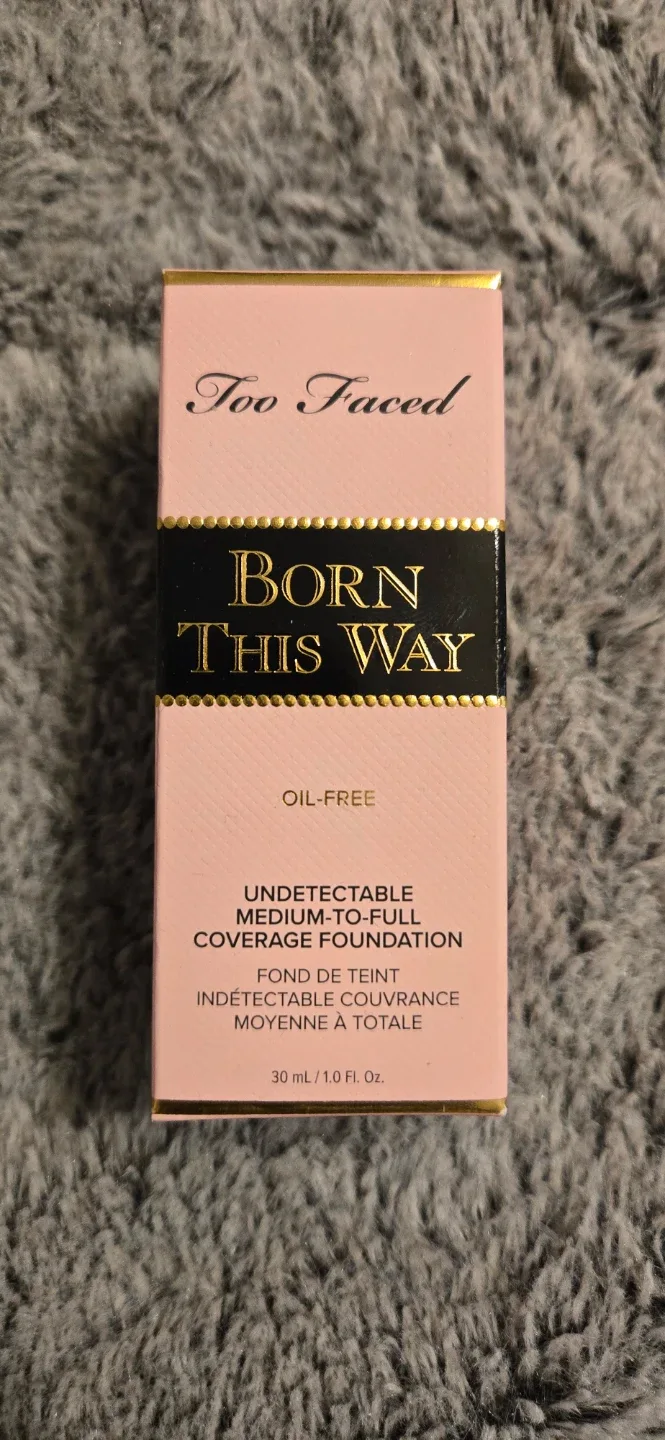 Too Faced
BORN
THIS WAY
OIL-FREE
UNDETECTABLE
MEDIUM-TO-FULL
COVERAGE FOUNDATION
FOND DE TEINT
INDÉTECTABLE COUVRANCE
MOYENNE À TOTALE
30 mL / 1.0 Fl. Oz.